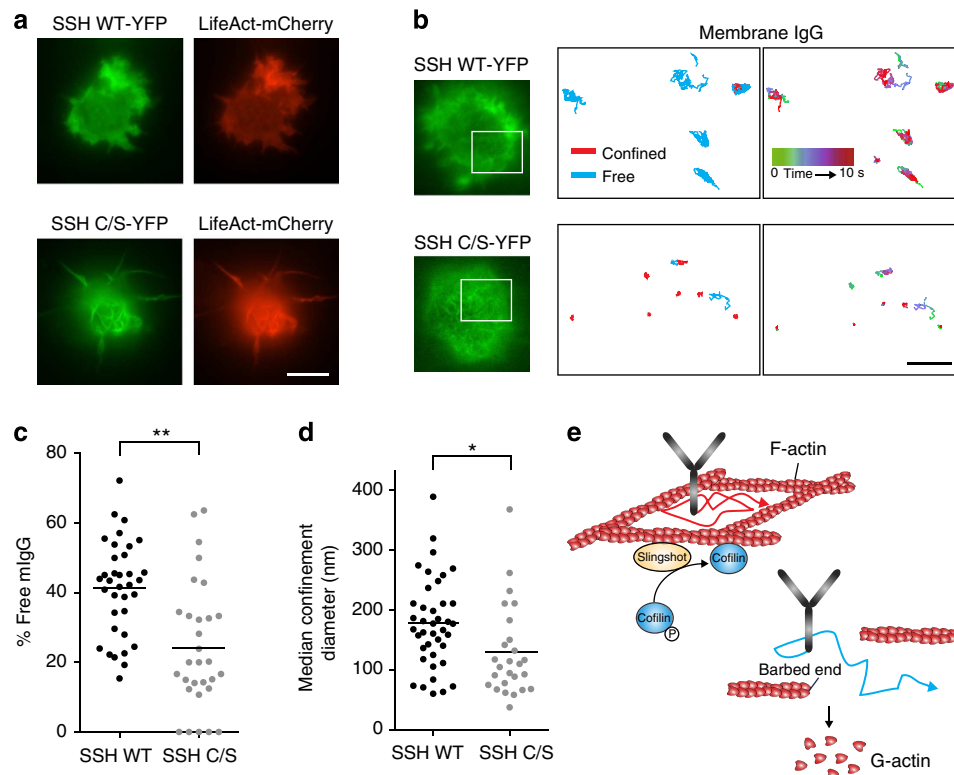 a
SSH WT-YFP LifeAct-mCherry
SSH C/S-YFP LifeAct-mCherry
b
Membrane IgG
SSH WT-YFP
Confined
Free
0 Time 10 s
SSH C/S-YFP
c
**
% Free mIgG
80
60
40
20
0
SSH WT SSH C/S
d
*
Median confinement
diameter (nm)
400
300
200
100
0
SSH WT SSH C/S
e
F-actin
Slingshot
Cofilin
Cofilin
P
Barbed end
G-actin